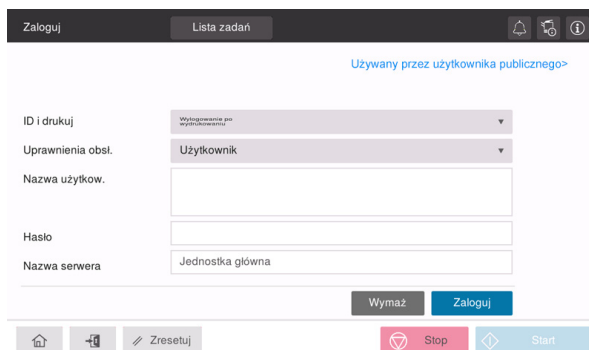 Zaloguj
Lista zadań
Używany przez użytkownika publicznego>
ID i drukuj
Wylogowanie po
wydrukowaniu
Uprawnienia obsł.
Użytkownik
Nazwa użytkow.
Hasło
Nazwa serwera
Jednostka główna
Wymaż
Zaloguj
Zresetuj
Stop
Start